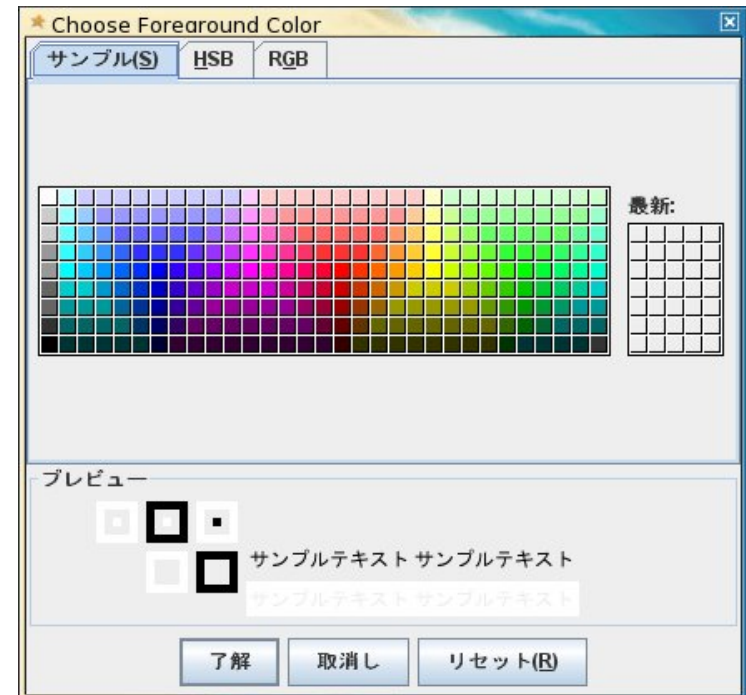 Choose Foreground Color
サンプル(S) HSB RGB
最新:
プレビュー
サンプルテキスト サンプルテキスト
サンプルテキスト サンプルテキスト
了解 取消し リセット(R)